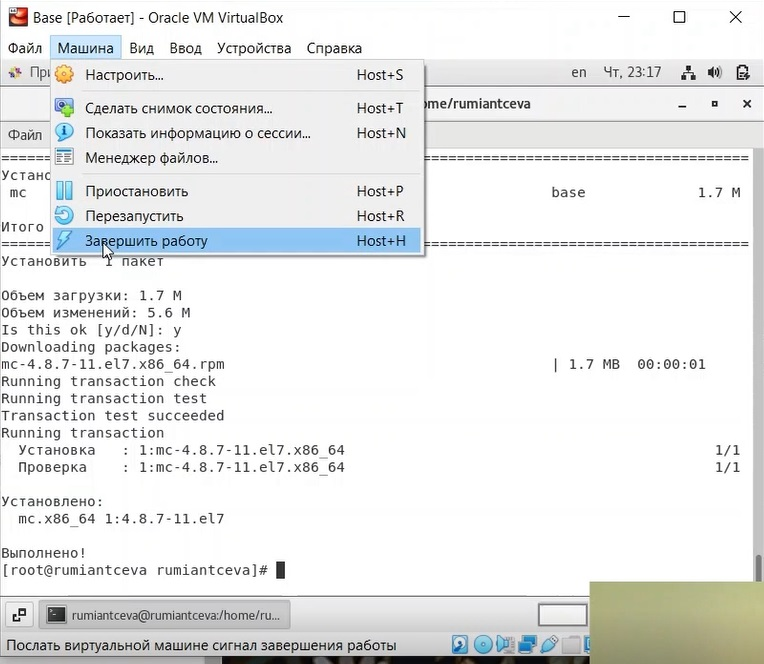 Base [Работает] - Oracle VM VirtualBox
Файл Машина Вид Ввод Устройства Справка
en Чт, 23:17
Настроить... Host+S
Сделать снимок состояния... Host+T
Показать информацию о сессии... Host+N
Менеджер файлов...
Приостановить Host+P
Перезапустить Host+R
Завершить работу Host+H
ome/rumiantceva
Файл
================================================
mc base 1.7 M
Итого
================================================
Установить 1 пакет
Объем загрузки: 1.7 M
Объем изменений: 5.6 M
Is this ok [y/d/N]: y
Downloading packages:
mc-4.8.7-11.el7.x86_64.rpm | 1.7 MB 00:00:01
Running transaction check
Running transaction test
Transaction test succeeded
Running transaction
Установка : 1:mc-4.8.7-11.el7.x86_64 1/1
Проверка : 1:mc-4.8.7-11.el7.x86_64 1/1
Установлено:
mc.x86_64 1:4.8.7-11.el7
Выполнено!
[root@rumiantceva rumiantceva]#
rumiantceva@rumiantceva:/home/ru...
Послать виртуальной машине сигнал завершения работы